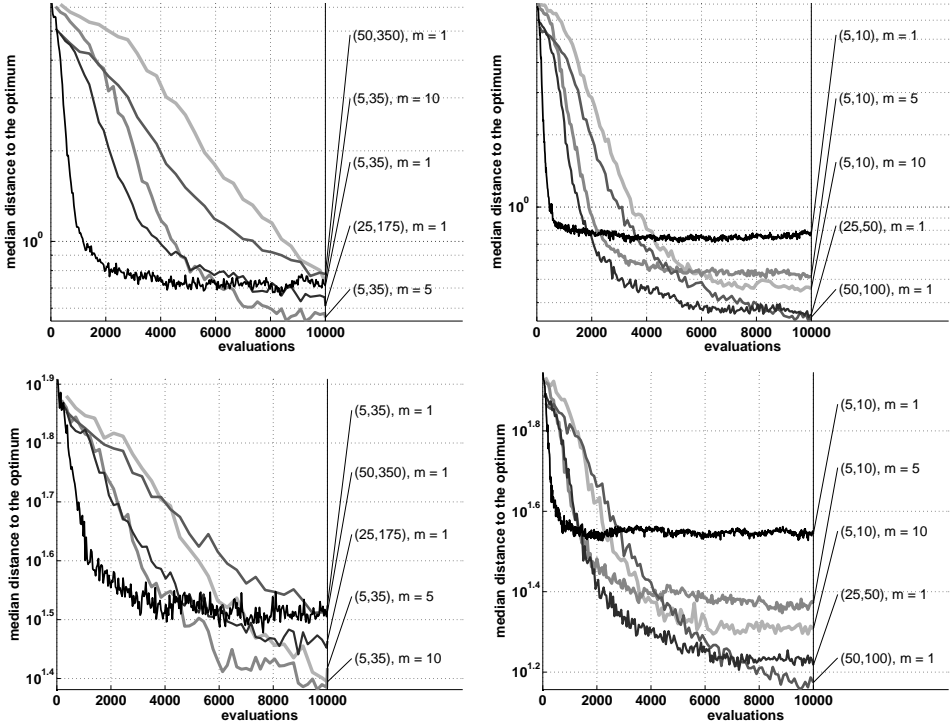 median distance to the optimum
10^0
0 2000 4000 6000 8000 10000
evaluations
(50,350), m = 1
(5,35), m = 10
(5,35), m = 1
(25,175), m = 1
(5,35), m = 5
median distance to the optimum
10^0
0 2000 4000 6000 8000 10000
evaluations
(5,10), m = 1
(5,10), m = 5
(5,10), m = 10
(25,50), m = 1
(50,100), m = 1
median distance to the optimum
10^1.9
10^1.8
10^1.7
10^1.6
10^1.5
10^1.4
0 2000 4000 6000 8000 10000
evaluations
(5,35), m = 1
(50,350), m = 1
(25,175), m = 1
(5,35), m = 5
(5,35), m = 10
median distance to the optimum
10^1.8
10^1.6
10^1.4
10^1.2
0 2000 4000 6000 8000 10000
evaluations
(5,10), m = 1
(5,10), m = 5
(5,10), m = 10
(25,50), m = 1
(50,100), m = 1